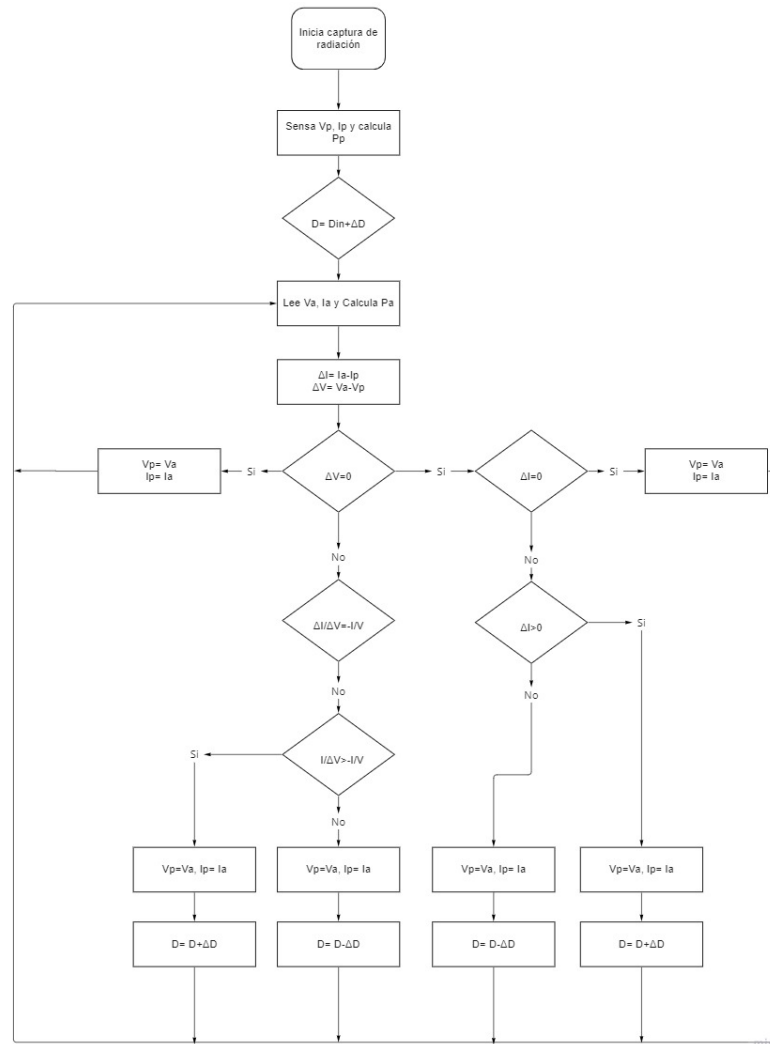 Inicia captura de
radiación
Sensa Vp, Ip y calcula
Pp
D= Din+ΔD
Lee Va, Ia y Calcula Pa
ΔI= Ia-Ip
ΔV= Va-Vp
Vp= Va
Ip= Ia
Si
ΔV=0
Si
ΔI=0
Si
Vp= Va
Ip= Ia
No
No
ΔI/ΔV=-I/V
ΔI>0
Si
No
No
Si
I/ΔV>-I/V
No
Vp=Va, Ip= Ia
Vp=Va, Ip= Ia
Vp=Va, Ip= Ia
Vp=Va, Ip= Ia
D= D+ΔD
D= D-ΔD
D= D-ΔD
D= D+ΔD